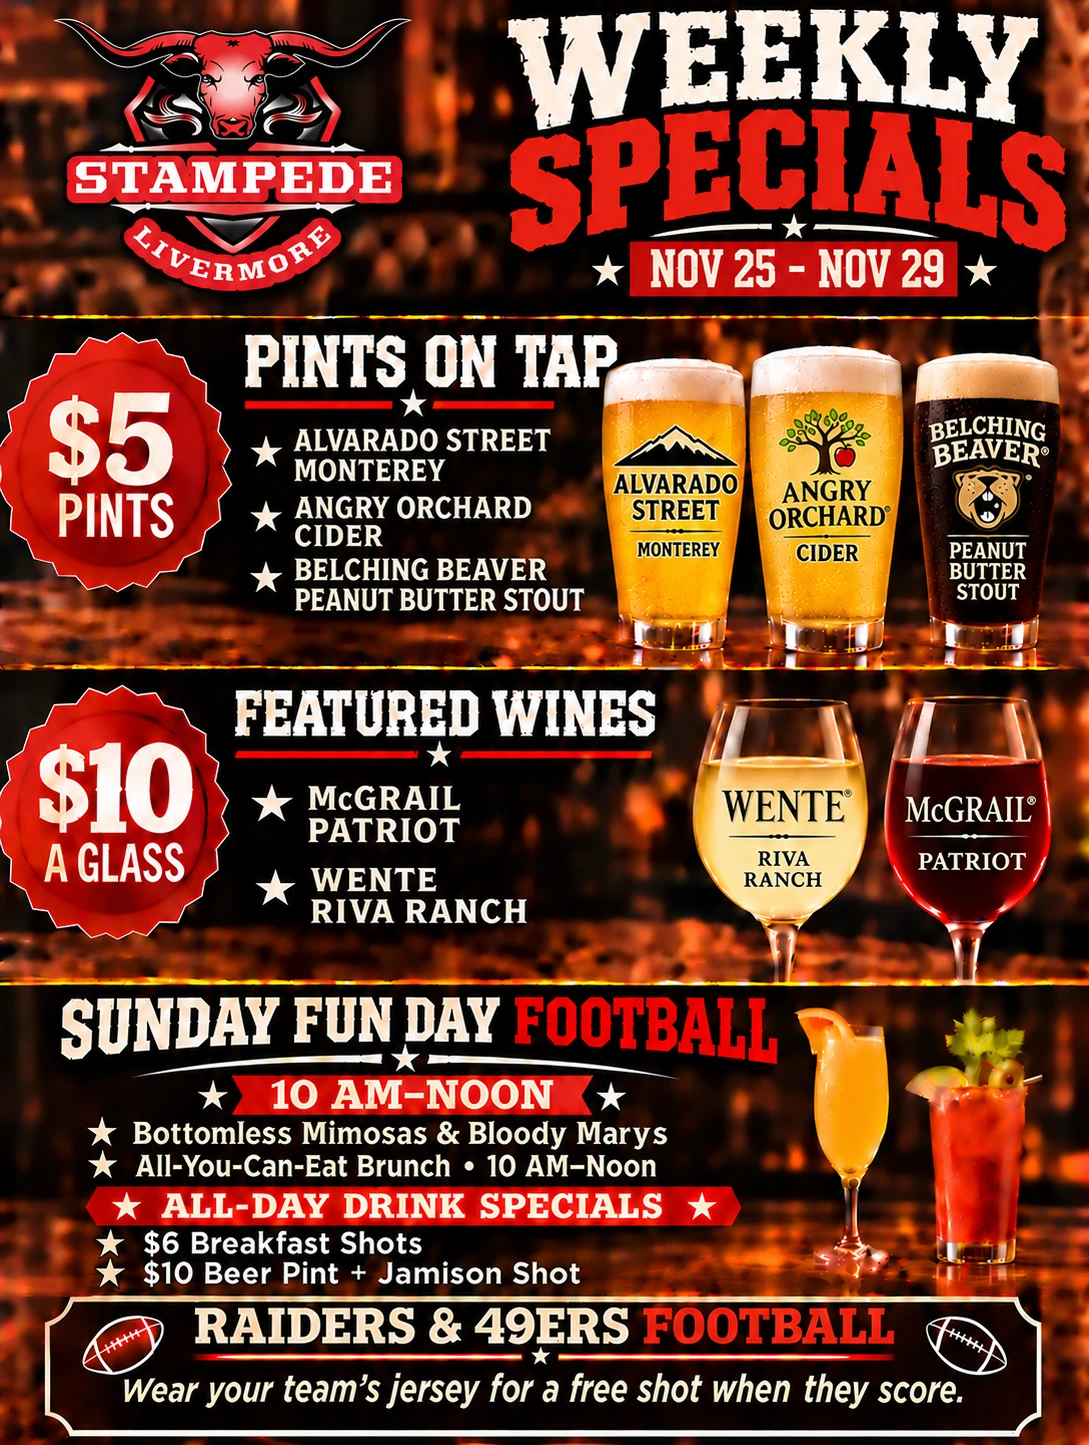 STAMPEDE
LIVERMORE
WEEKLY
SPECIALS
NOV 25 - NOV 29
$5
PINTS
PINTS ON TAP
ALVARADO STREET
MONTEREY
ANGRY ORCHARD
CIDER
BELCHING BEAVER
PEANUT BUTTER STOUT
ALVARADO
STREET
MONTEREY
ANGRY
ORCHARD®
CIDER
BELCHING
BEAVER®
PEANUT
BUTTER
STOUT
$10
A GLASS
FEATURED WINES
McGRAIL
PATRIOT
WENTE
RIVA RANCH
WENTE®
RIVA
RANCH
McGRAIL®
PATRIOT
SUNDAY FUN DAY FOOTBALL
10 AM–NOON
Bottomless Mimosas & Bloody Marys
All-You-Can-Eat Brunch • 10 AM–Noon
ALL-DAY DRINK SPECIALS
$6 Breakfast Shots
$10 Beer Pint + Jamison Shot
RAIDERS & 49ERS FOOTBALL
Wear your team's jersey for a free shot when they score.